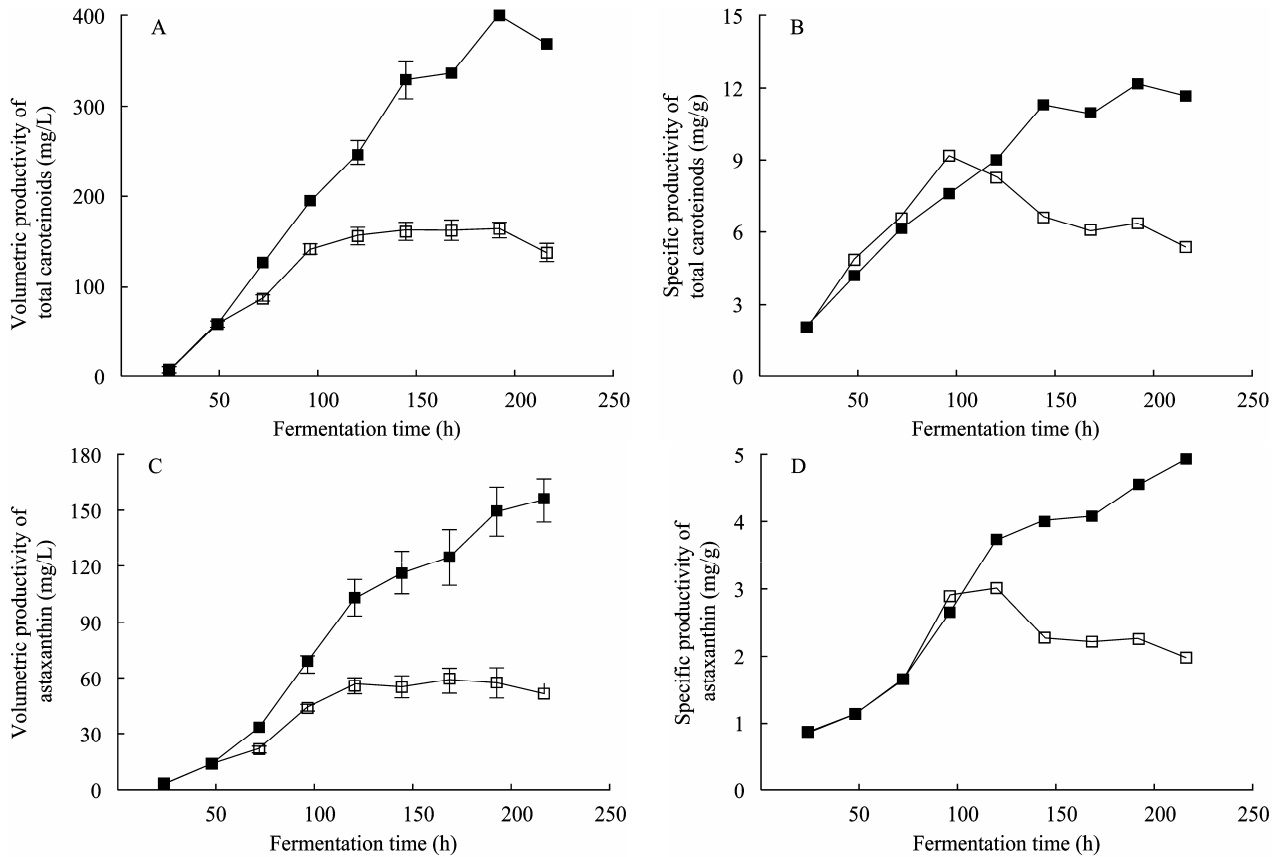 A
Volumetric productivity of
total caroteinoids (mg/L)
400
300
200
100
0
50
100
150
200
250
Fermentation time (h)
B
Specific productivity of
total caroteinods (mg/g)
15
12
9
6
3
0
50
100
150
200
250
Fermentation time (h)
C
Volumetric productivity of
astaxanthin (mg/L)
180
150
120
90
60
30
0
50
100
150
200
250
Fermentation time (h)
D
Specific productivity of
astaxanthin (mg/g)
5
4
3
2
1
0
50
100
150
200
250
Fermentation time (h)